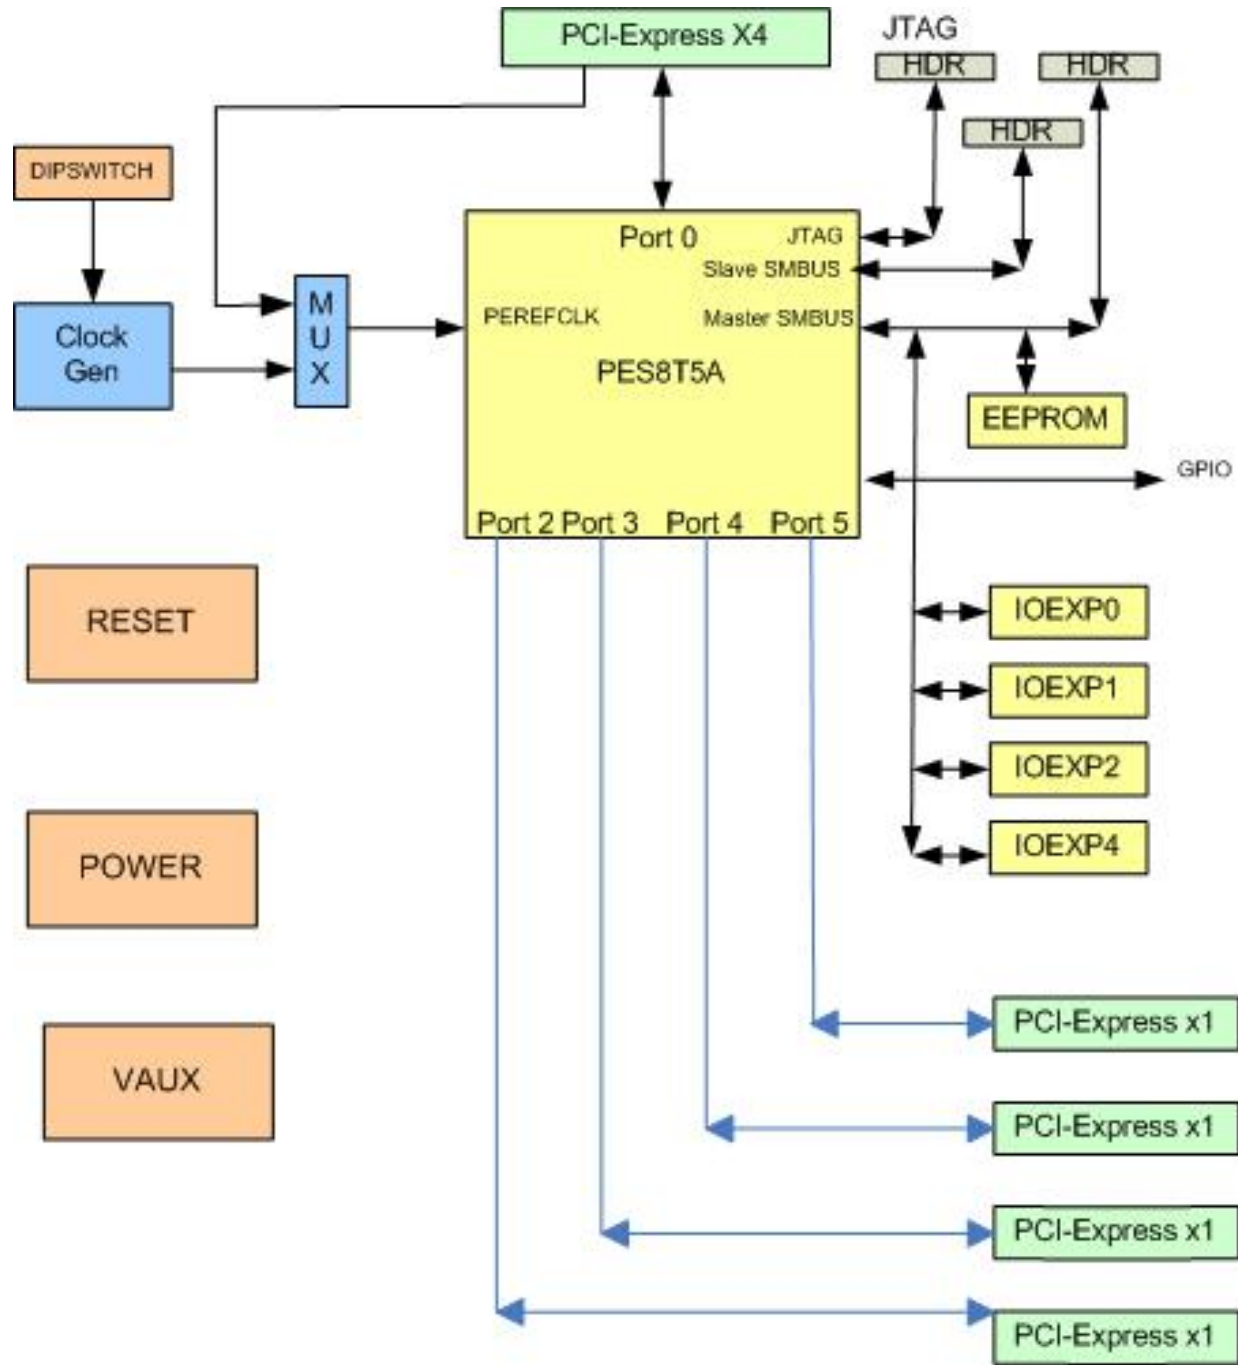 PCI-Express X4
JTAG
HDR
HDR
HDR
DIPSWITCH
Port 0
JTAG
Slave SMBUS
M
U
X
Clock
Gen
PEREFCLK
Master SMBUS
PES8T5A
EEPROM
GPIO
Port 2
Port 3
Port 4
Port 5
RESET
IOEXP0
IOEXP1
IOEXP2
IOEXP4
POWER
VAUX
PCI-Express x1
PCI-Express x1
PCI-Express x1
PCI-Express x1